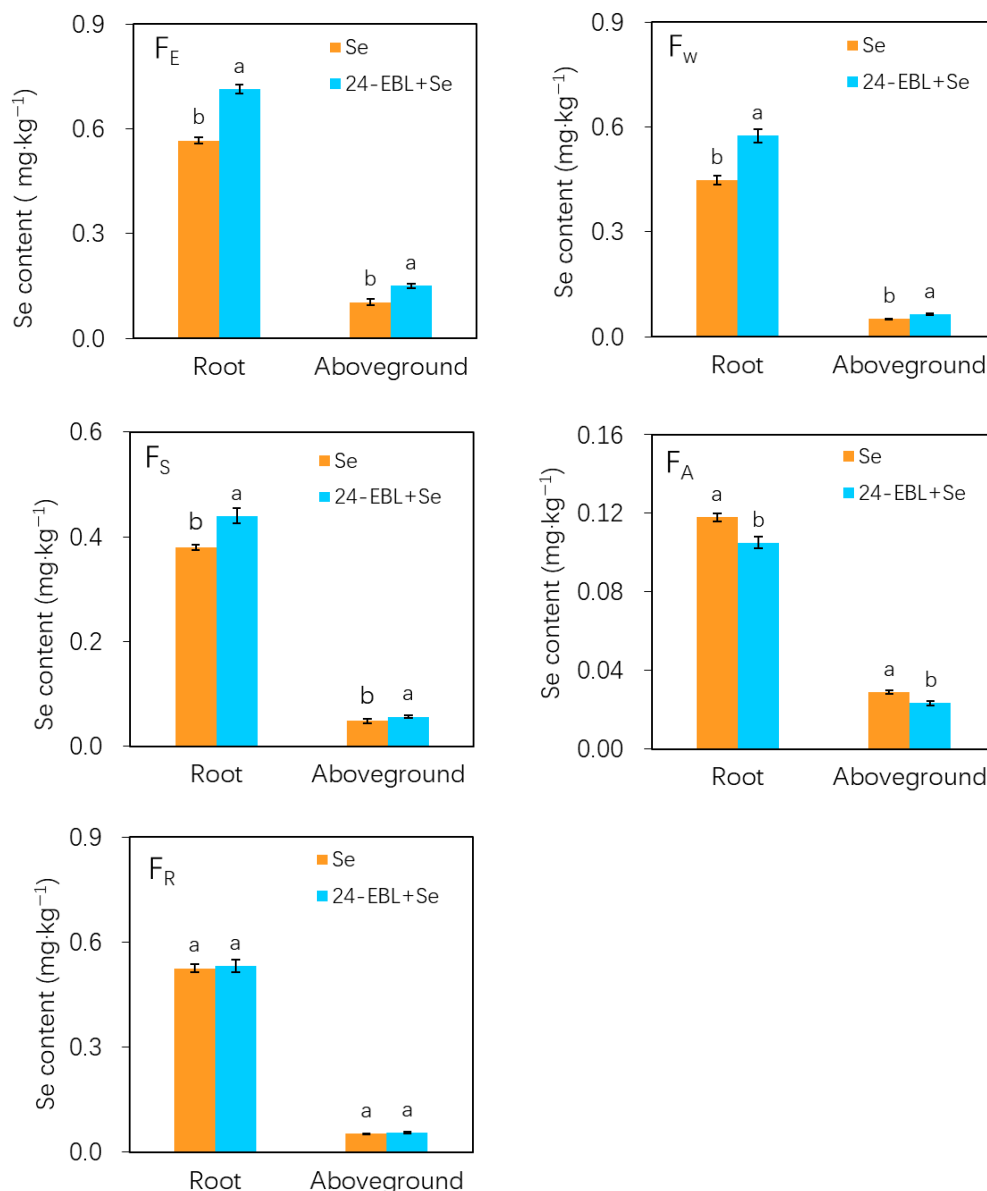 F_E
Se
24-EBL+Se
Se content ( mg·kg⁻¹)
0.9
0.6
0.3
0.0
b
a
b
a
Root
Aboveground
F_w
Se
24-EBL+Se
Se content (mg·kg⁻¹)
0.9
0.6
0.3
0.0
b
a
b
a
Root
Aboveground
F_S
Se
24-EBL+Se
Se content (mg·kg⁻¹)
0.6
0.4
0.2
0.0
b
a
b
a
Root
Aboveground
F_A
Se
24-EBL+Se
Se content (mg·kg⁻¹)
0.16
0.12
0.08
0.04
0.00
a
b
a
b
Root
Aboveground
F_R
Se
24-EBL+Se
Se content (mg·kg⁻¹)
0.9
0.6
0.3
0.0
a
a
a
a
Root
Aboveground